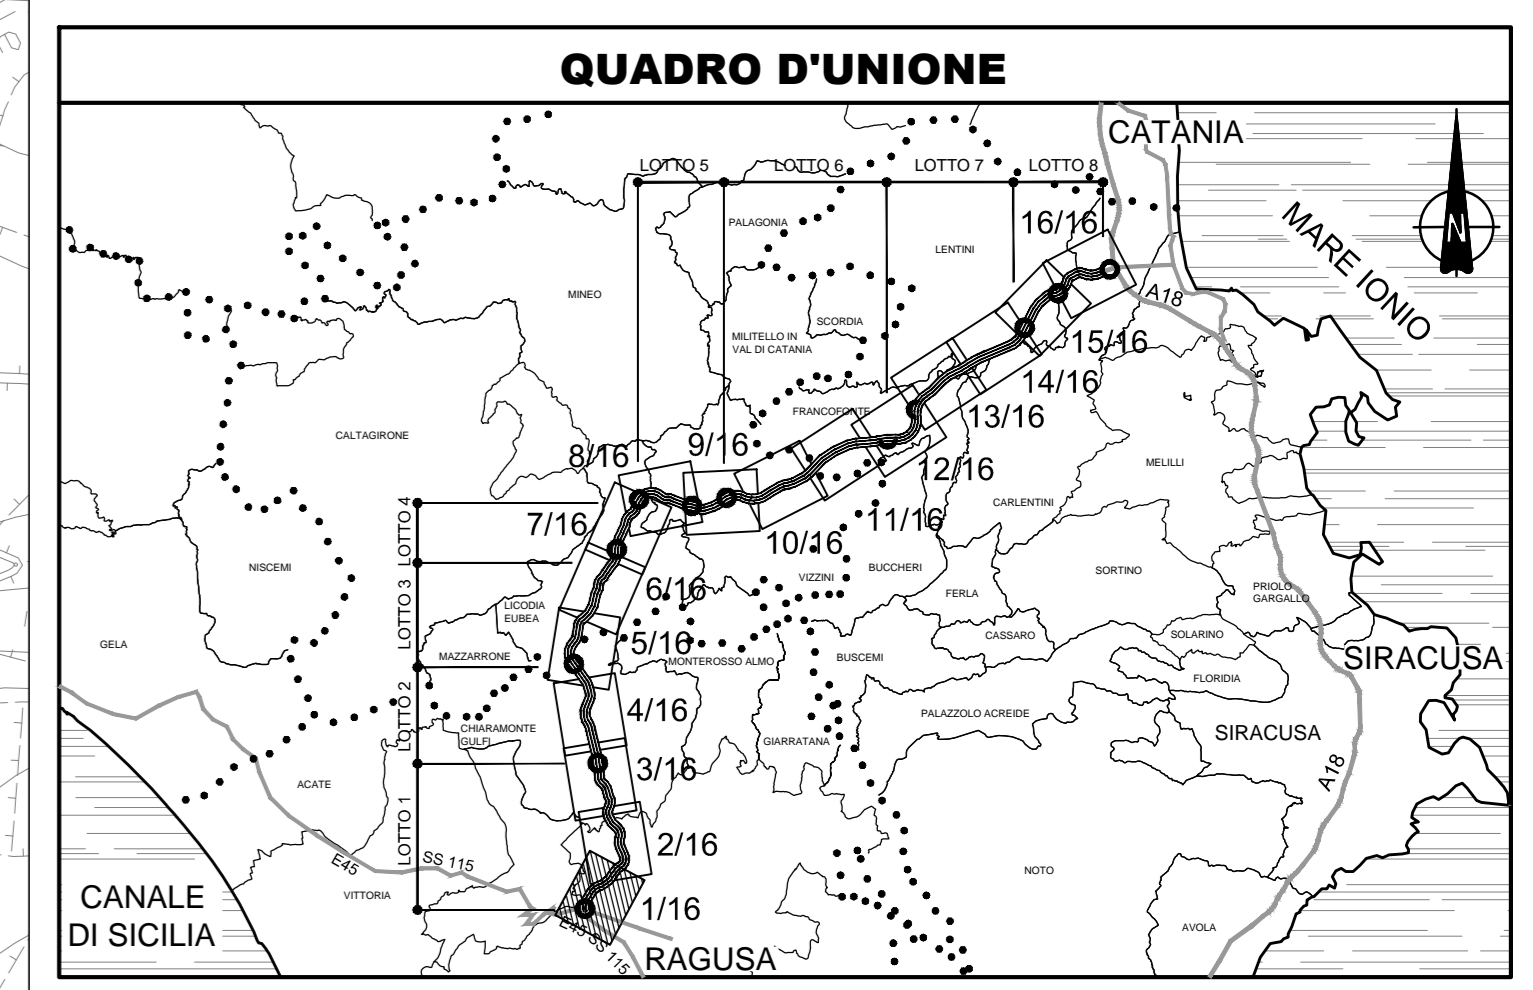 QUADRO D'UNIONE
CATANIA
LOTTO 5
LOTTO 6
LOTTO 7
LOTTO 8
MARE IONIO
N
PALAGONIA
16/16
LENTINI
MINEO
A18
SCORDIA
MILITELLO IN
VAL DI CATANIA
15/16
14/16
FRANCOFONTE
13/16
CALTAGIRONE
9/16
8/16
12/16
MELILLI
CARLENTINI
LOTTO 4
7/16
11/16
10/16
NISCEMI
VIZZINI
BUCCHERI
SORTINO
6/16
FERLA
PRIOLO
GARGALLO
LOTTO 3
LICODIA
EUBEA
GELA
5/16
CASSARO
SOLARINO
MAZZARRONE
MONTEROSSO ALMO
BUSCEMI
SIRACUSA
FLORIDIA
LOTTO 2
4/16
PALAZZOLO ACREIDE
CHIARAMONTE
GULFI
GIARRATANA
SIRACUSA
3/16
A18
ACATE
LOTTO 1
2/16
E45
SS 115
NOTO
VITTORIA
CANALE
DI SICILIA
1/16
E45 SS 115
AVOLA
RAGUSA